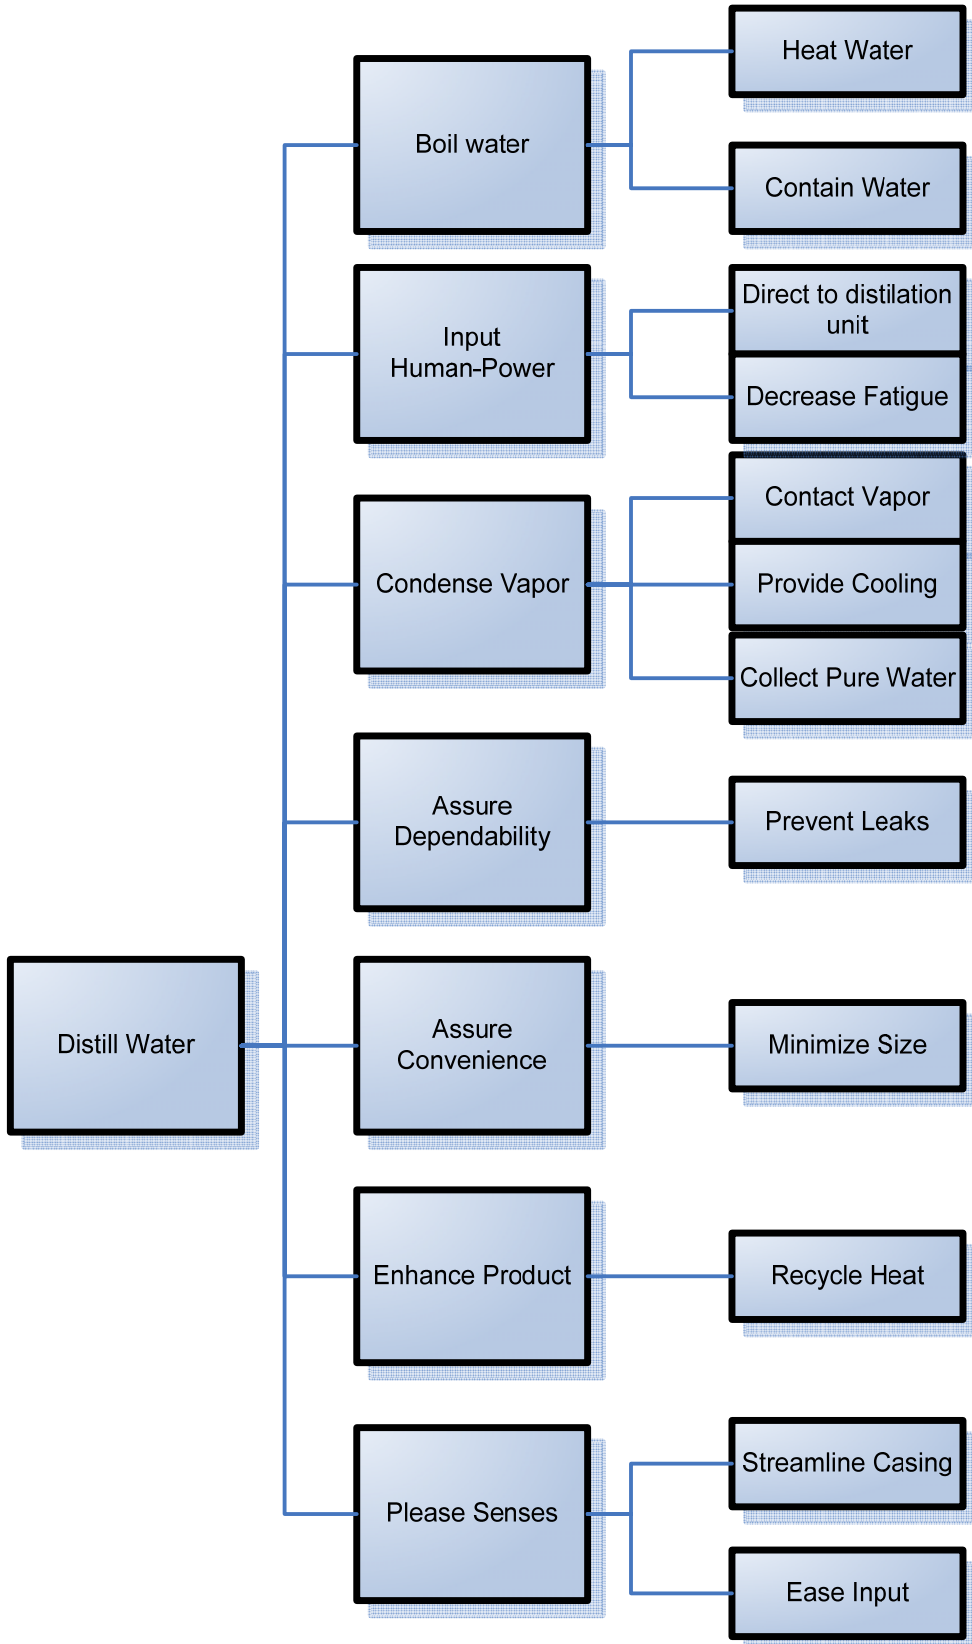 Heat Water
Boil water
Contain Water
Direct to distilation
unit
Input
Human-Power
Decrease Fatigue
Contact Vapor
Condense Vapor
Provide Cooling
Collect Pure Water
Assure
Dependability
Prevent Leaks
Distill Water
Assure
Convenience
Minimize Size
Enhance Product
Recycle Heat
Streamline Casing
Please Senses
Ease Input